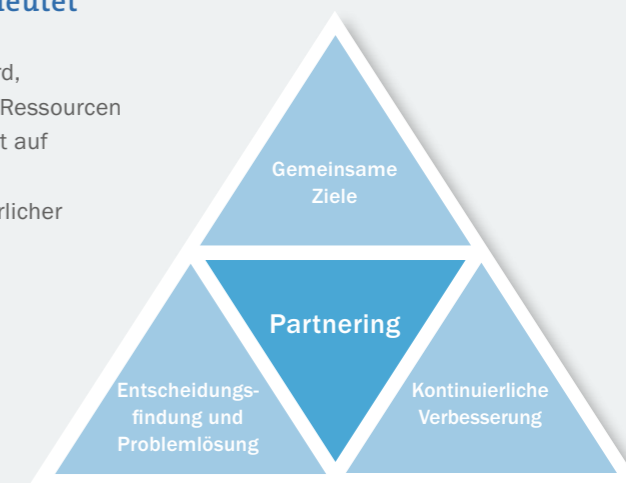 rd,
Ressourcen
t auf
rlicher
Gemeinsame
Ziele
Partnering
Entscheidungs-
findung und
Problemlösung
Kontinuierliche
Verbesserung